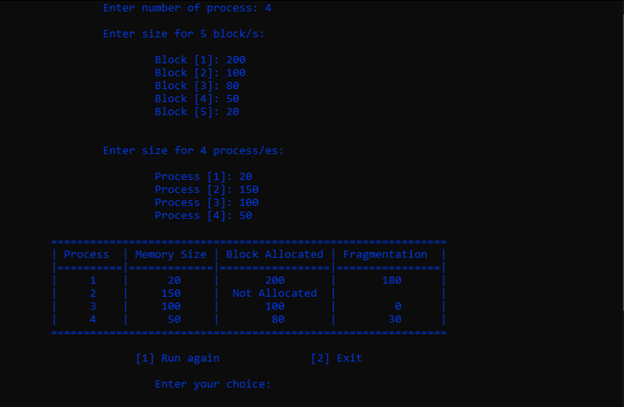 Enter number of process: 4
Enter size for 5 block/s:
Block [1]: 200
Block [2]: 100
Block [3]: 80
Block [4]: 50
Block [5]: 20
Enter size for 4 process/es:
Process [1]: 20
Process [2]: 150
Process [3]: 100
Process [4]: 50
==============================================================
| Process | Memory Size | Block Allocated | Fragmentation |
|==========|=============|=================|================|
| 1 | 20 | 200 | 180 |
| 2 | 150 | Not Allocated | |
| 3 | 100 | 100 | 0 |
| 4 | 50 | 80 | 30 |
==============================================================
[1] Run again [2] Exit
Enter your choice: